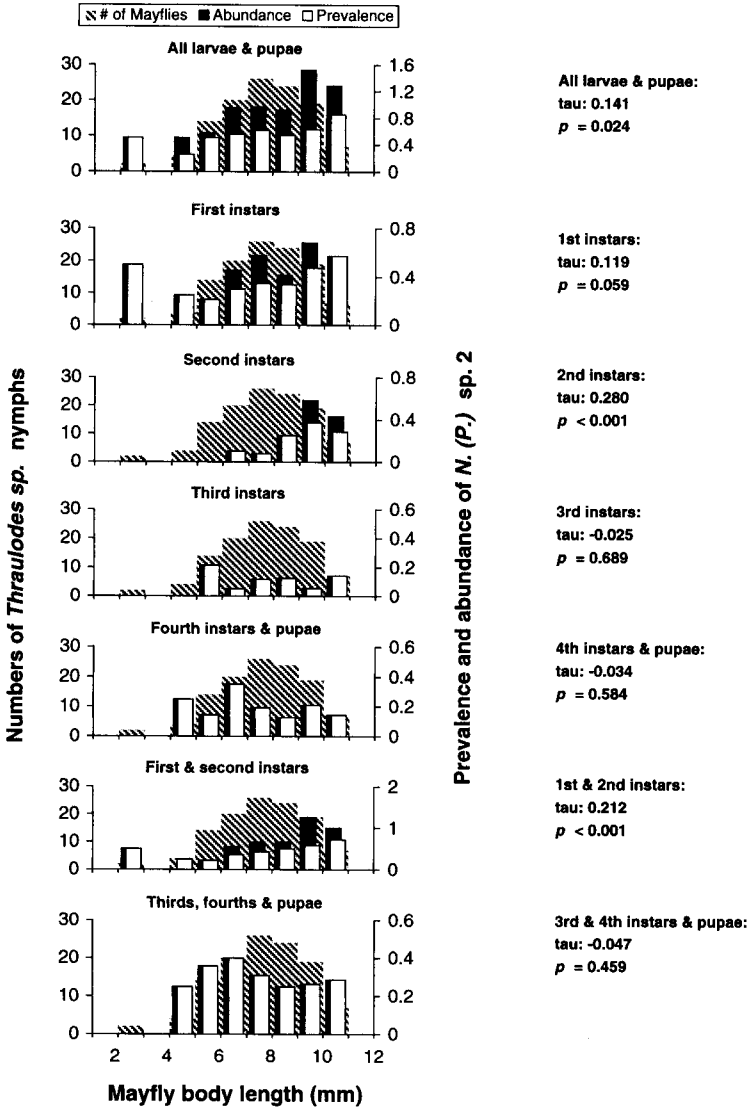 # of Mayflies Abundance Prevalence
All larvae & pupae
30
20
10
0
1.6
1.2
0.8
0.4
0
All larvae & pupae:
tau: 0.141
p = 0.024
First instars
30
20
10
0
0.8
0.4
0
1st instars:
tau: 0.119
p = 0.059
Second instars
30
20
10
0
0.8
0.4
0
2nd instars:
tau: 0.280
p < 0.001
Third instars
30
20
10
0
0.6
0.4
0.2
0
3rd instars:
tau: -0.025
p = 0.689
Fourth instars & pupae
30
20
10
0
0.6
0.4
0.2
0
4th instars & pupae:
tau: -0.034
p = 0.584
First & second instars
30
20
10
0
2
1
0
1st & 2nd instars:
tau: 0.212
p < 0.001
Thirds, fourths & pupae
30
20
10
0
0.6
0.4
0.2
0
3rd & 4th instars & pupae:
tau: -0.047
p = 0.459
2 4 6 8 10 12
Mayfly body length (mm)
Numbers of Thraulodes sp. nymphs
Prevalence and abundance of N. (P.) sp. 2